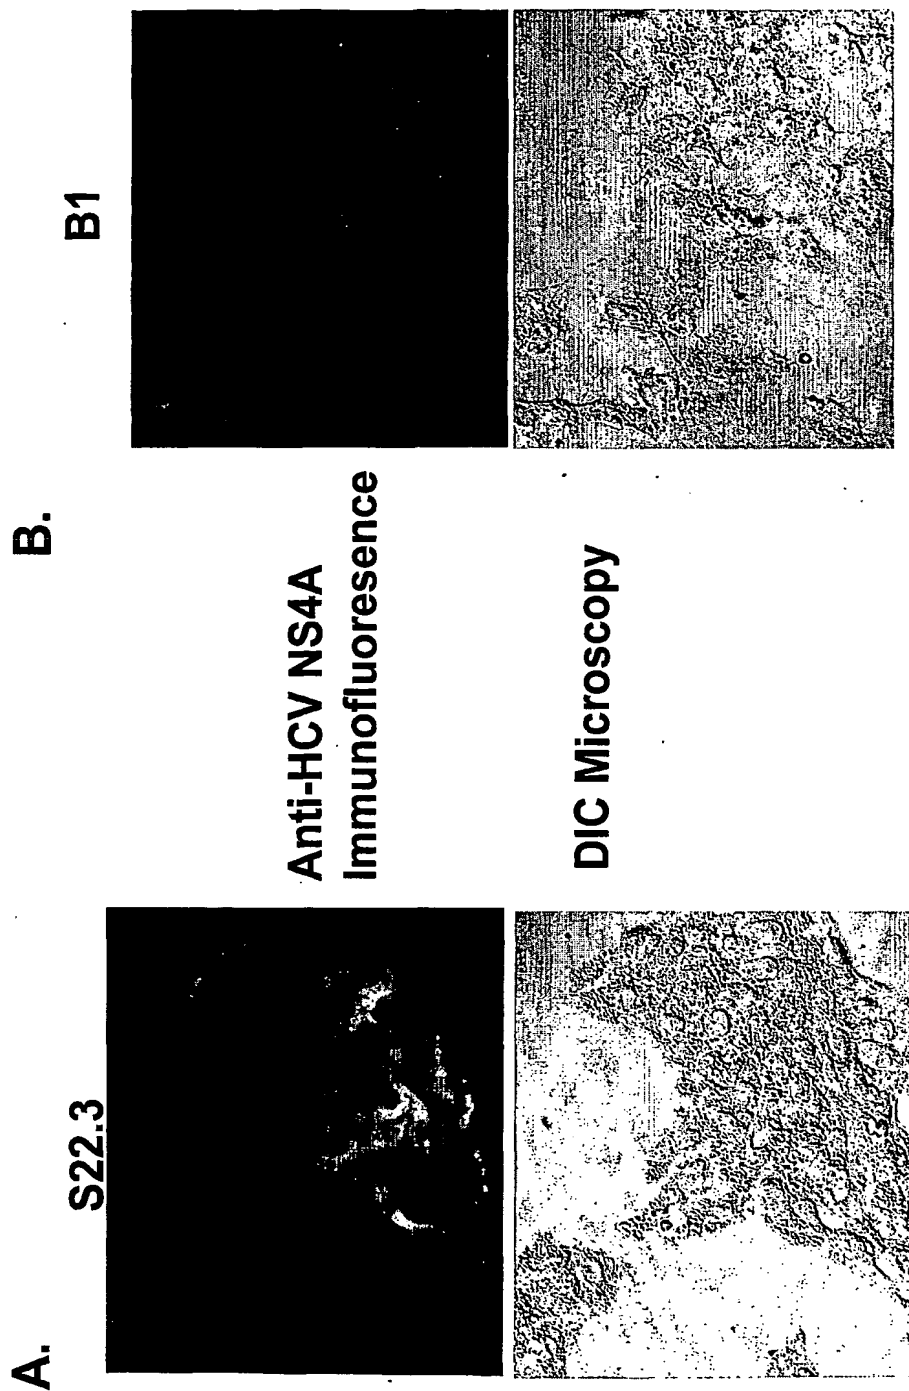 A.
S22.3
B.
B1
Anti-HCV NS4A
Immunofluoresence
DIC Microscopy